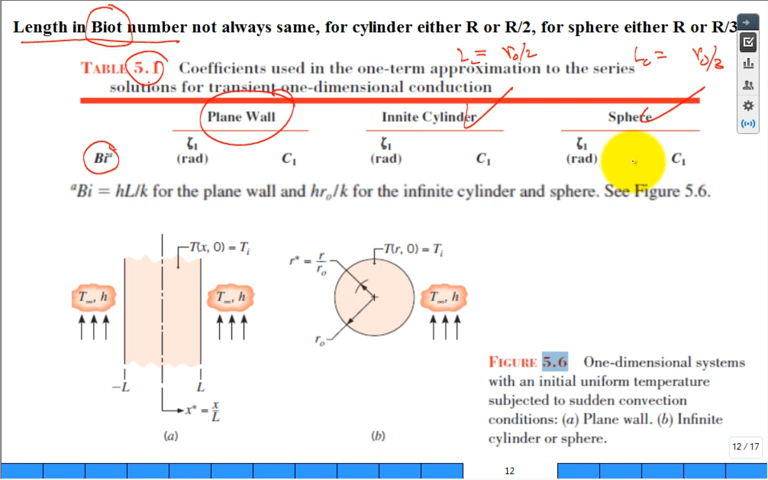 Length in Biot number not always same, for cylinder either R or R/2, for sphere either R or R/3
Lc = r₀/2
Lc = r₀/3
TABLE 5.1 Coefficients used in the one-term approximation to the series
solutions for transient one-dimensional conduction
Plane Wall Innite Cylinder Sphere
ζ₁ ζ₁ ζ₁
Biᵃ (rad) C₁ (rad) C₁ (rad) C₁
ᵃBi = hL/k for the plane wall and hrₒ/k for the infinite cylinder and sphere. See Figure 5.6.
T(x, 0) = Tᵢ
T(r, 0) = Tᵢ
r* = r/rₒ
T∞, h T∞, h T∞, h
rₒ
–L L
x* = x/L
(a) (b)
FIGURE 5.6 One-dimensional systems
with an initial uniform temperature
subjected to sudden convection
conditions: (a) Plane wall. (b) Infinite
cylinder or sphere.
12 / 17
12